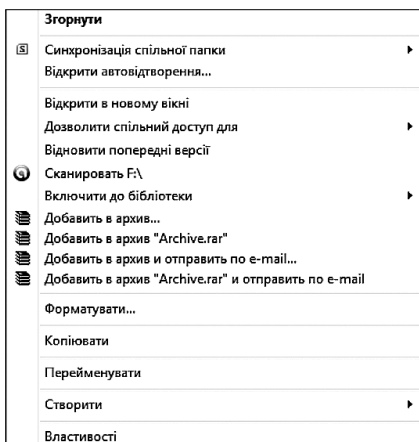 Згорнути
Синхронізація спільної папки
Відкрити автовідтворення...
Відкрити в новому вікні
Дозволити спільний доступ для
Відновити попередні версії
Сканировать F:\
Включити до бібліотеки
Добавить в архив...
Добавить в архив "Archive.rar"
Добавить в архив и отправить по e-mail...
Добавить в архив "Archive.rar" и отправить по e-mail
Форматувати...
Копіювати
Перейменувати
Створити
Властивості